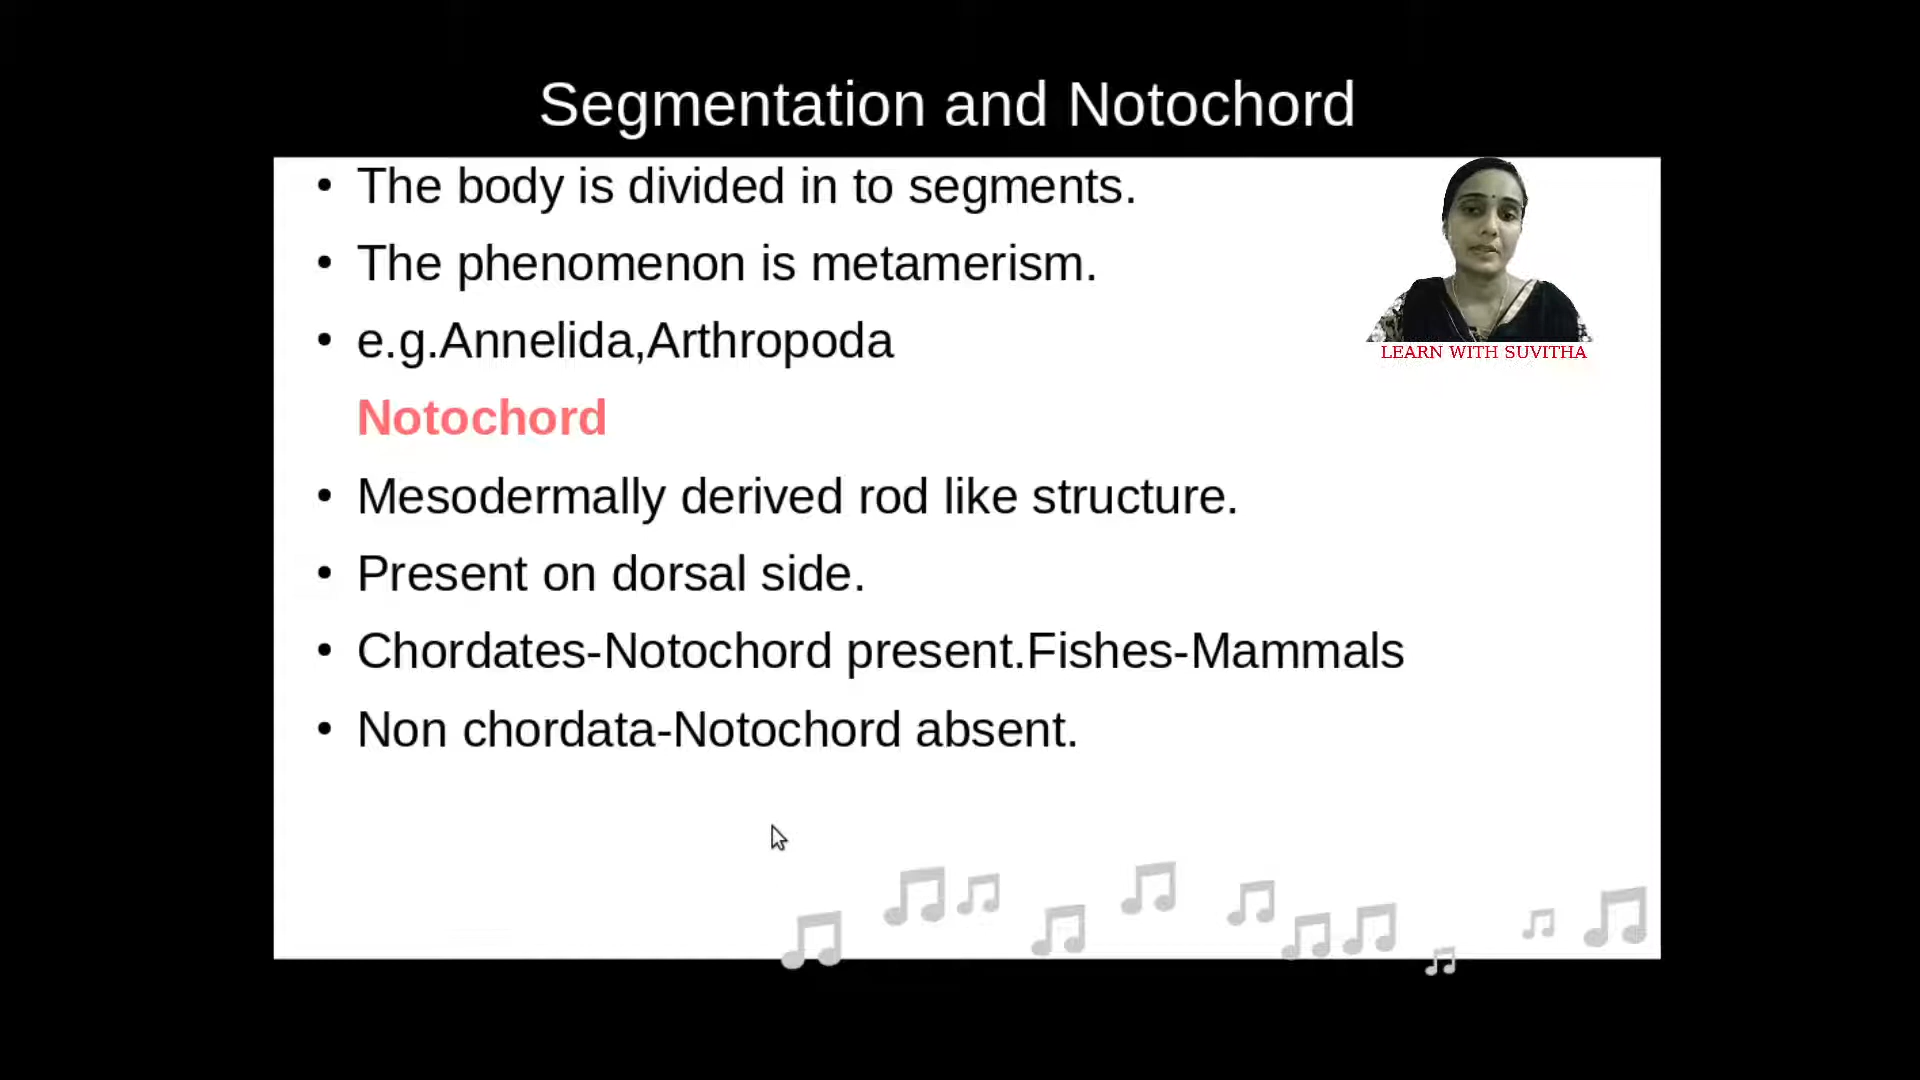 Segmentation and Notochord
• The body is divided in to segments.
• The phenomenon is metamerism.
• e.g.Annelida,Arthropoda
LEARN WITH SUVITHA
Notochord
• Mesodermally derived rod like structure.
• Present on dorsal side.
• Chordates-Notochord present.Fishes-Mammals
• Non chordata-Notochord absent.